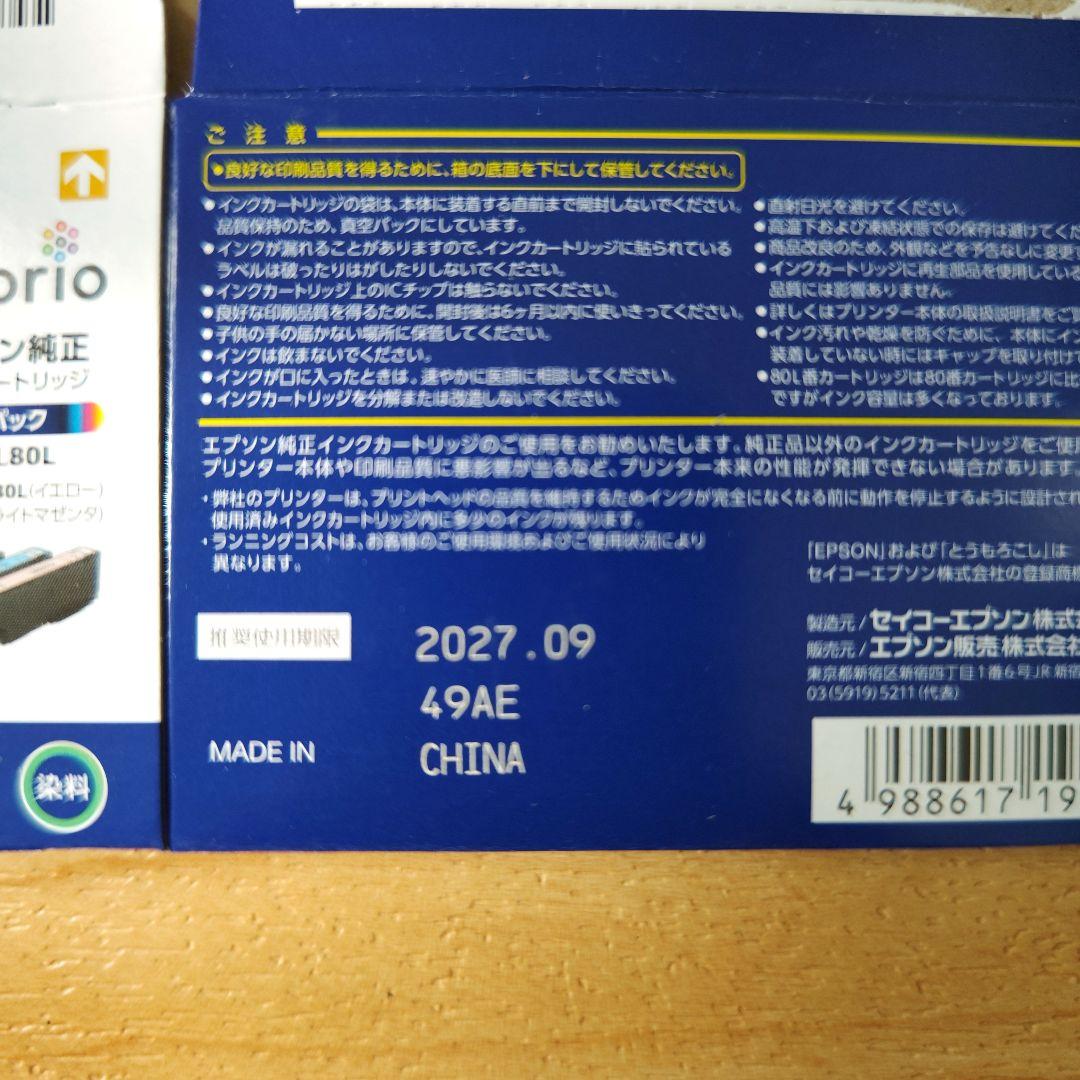 orio
ン純正
ートリッジ
パック
L80L
80L(イエロー)
ライトマゼンタ)
染料
ご注意
●良好な印刷品質を得るために、箱の底面を下にして保管してください。
●インクカートリッジの袋は、本体に装着する直前まで開封しないでください。
品質保持のため、真空パックにしています。
●インクが漏れることがありますので、インクカートリッジに貼られている
ラベルは破ったりはがしたりしないでください。
●インクカートリッジ上のICチップは触らないでください。
●良好な印刷品質を得るために、開封後は6ヶ月以内に使いきってください。
●子供の手の届かない場所に保管してください。
●インクは飲まないでください。
●インクが口に入ったときは、速やかに医師に相談してください。
●インクカートリッジを分解または改造しないでください。
●直射日光を避けてください。
●高温下および凍結状態での保存は避けてくだ
●商品改良のため、外観などを予告なしに変更
●インクカートリッジに再生部品を使用している
品質には影響ありません。
●詳しくはプリンター本体の取扱説明書をご
●インク汚れや乾燥を防ぐために、本体にイン
装着していない時にはキャップを取り付けて
●80L番カートリッジは80番カートリッジに比
ですがインク容量は多くなっております。
エプソン純正インクカートリッジのご使用をお勧めいたします。純正品以外のインクカートリッジをご使用
プリンター本体や印刷品質に悪影響が出るなど、プリンター本来の性能が発揮できない場合があります。
・弊社のプリンターは、プリントヘッドの品質を維持するためインクが完全になくなる前に動作を停止するように設計され
使用済みインクカートリッジ内に多少のインクが残ります。
・ランニングコストは、お客様のご使用環境およびご使用状況により
異なります。
「EPSON」および「とうもろこし」は
セイコーエプソン株式会社の登録商標
推奨使用期限
2027.09
49AE
MADE IN
CHINA
製造元/セイコーエプソン株式会
販売元/エプソン販売株式会社
東京都新宿区新宿四丁目1番6号JR新宿
03(5919)5211(代表)
4 988617 19